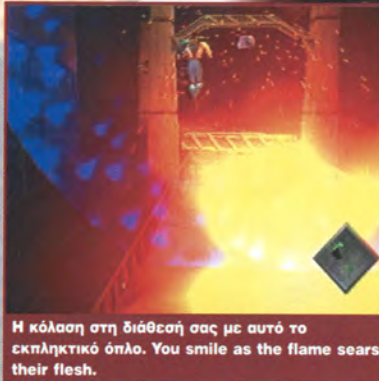 Η κόλαση στη διάθεσή σας με αυτό το
εκπληκτικό όπλο. You smile as the flame sears
their flesh.